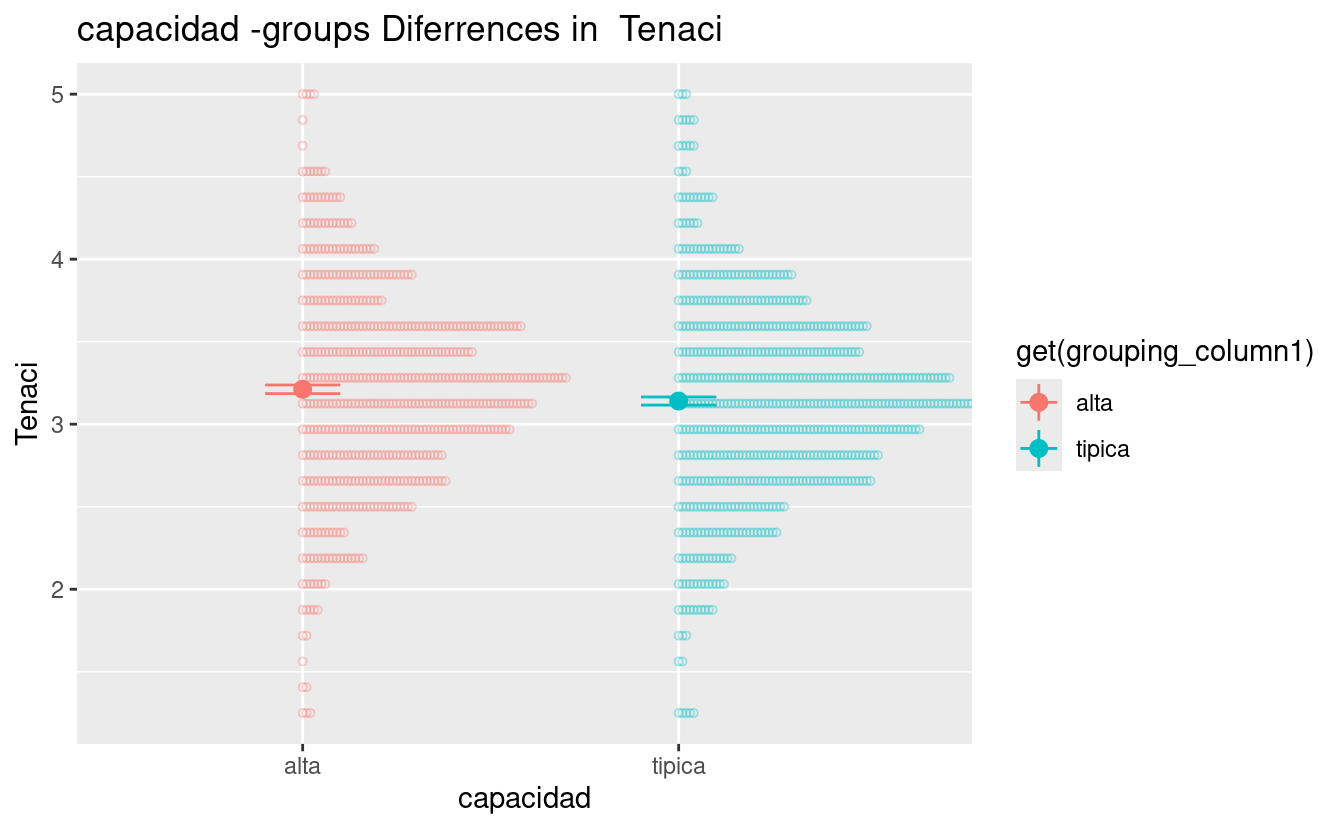 capacidad -groups Diferrences in  Tenaci
5
4
3
2
Tenaci
alta
tipica
capacidad
get(grouping_column1)
alta
tipica